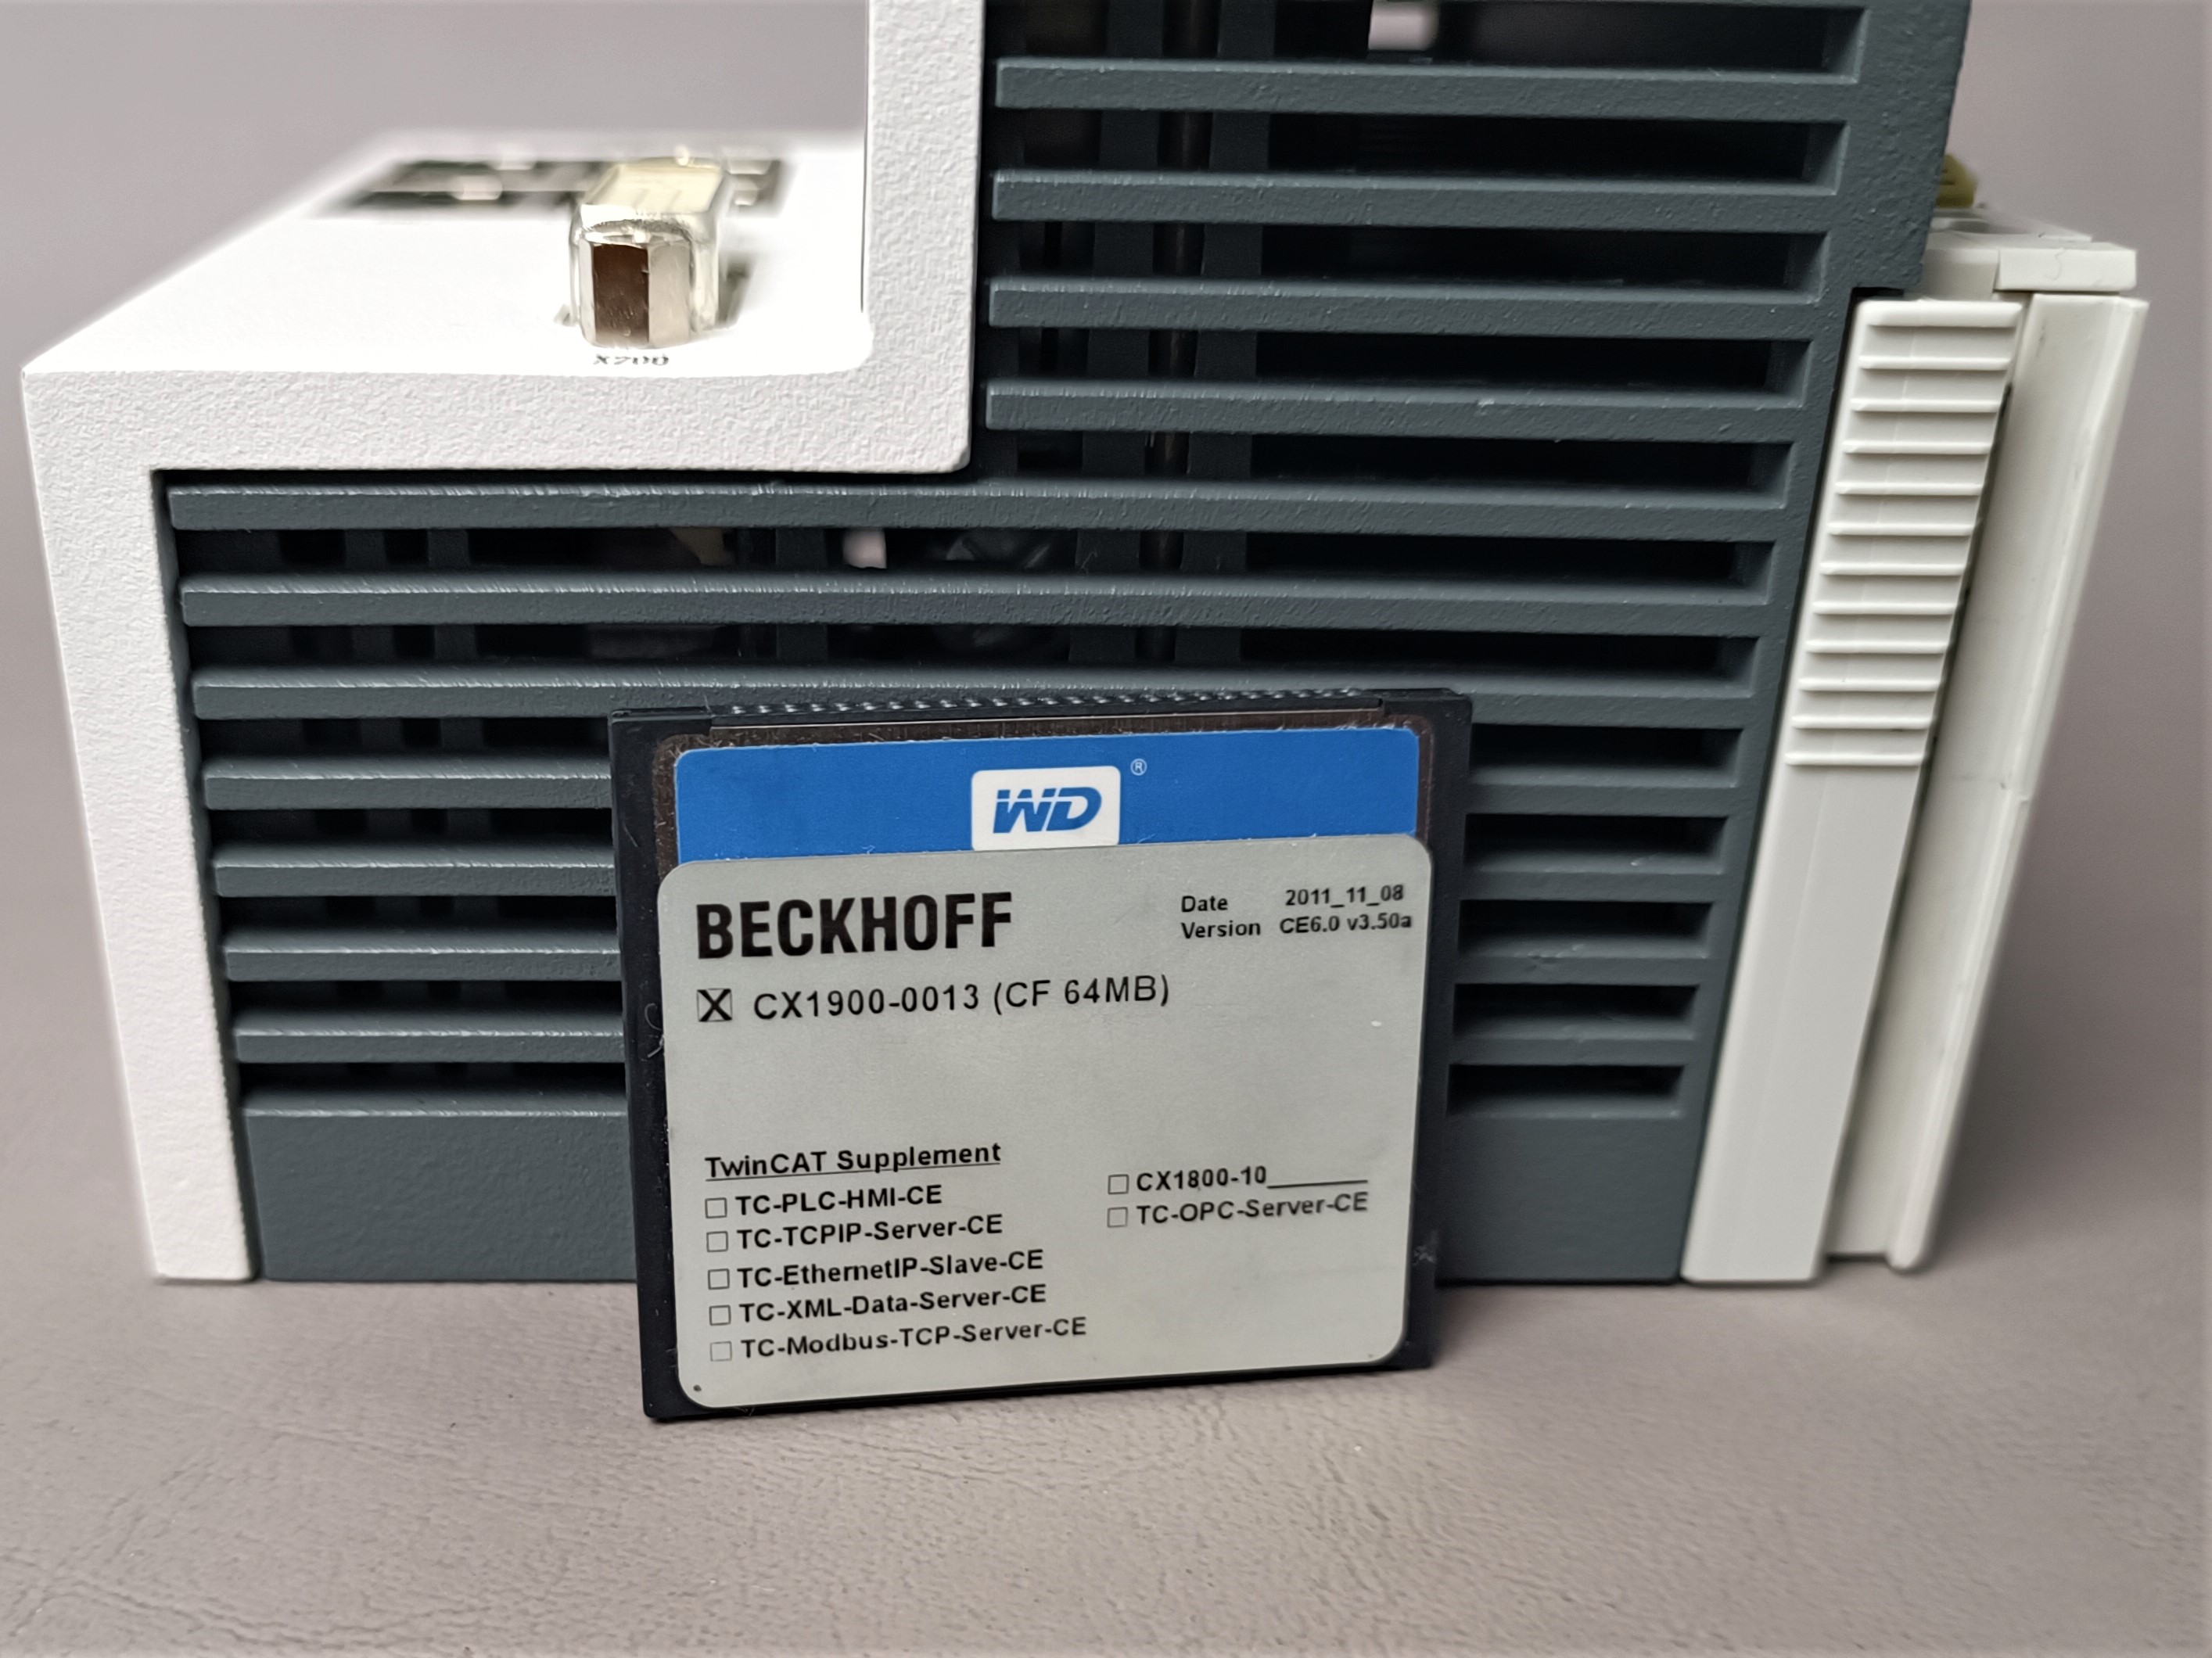 X700
WD®
BECKHOFF
Date 2011_11_08
Version CE6.0 v3.50a
☒ CX1900-0013 (CF 64MB)
TwinCAT Supplement
☐ TC-PLC-HMI-CE
☐ TC-TCPIP-Server-CE
☐ TC-EthernetIP-Slave-CE
☐ TC-XML-Data-Server-CE
☐ TC-Modbus-TCP-Server-CE
☐ CX1800-10______
☐ TC-OPC-Server-CE